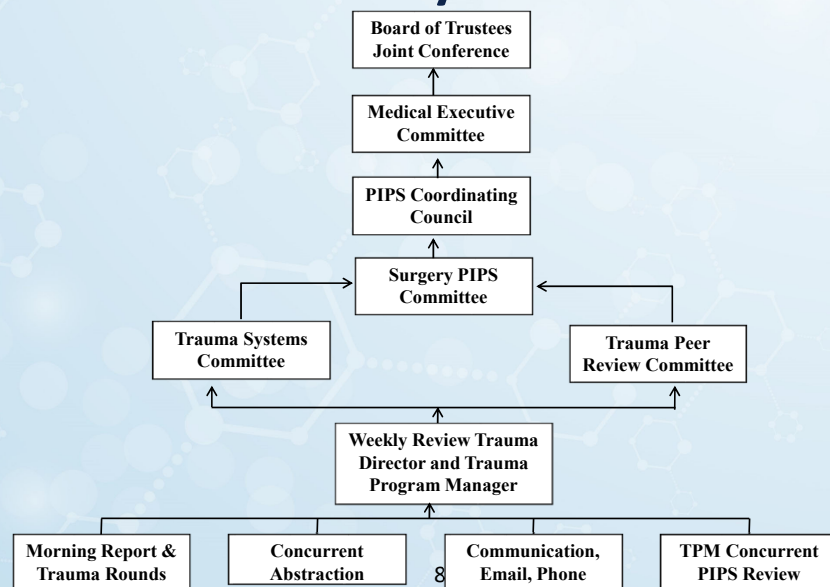 Board of Trustees
Joint Conference
Medical Executive
Committee
PIPS Coordinating
Council
Surgery PIPS
Committee
Trauma Systems
Committee
Trauma Peer
Review Committee
Weekly Review Trauma
Director and Trauma
Program Manager
Morning Report &
Trauma Rounds
Concurrent
Abstraction
8
Communication,
Email, Phone
TPM Concurrent
PIPS Review